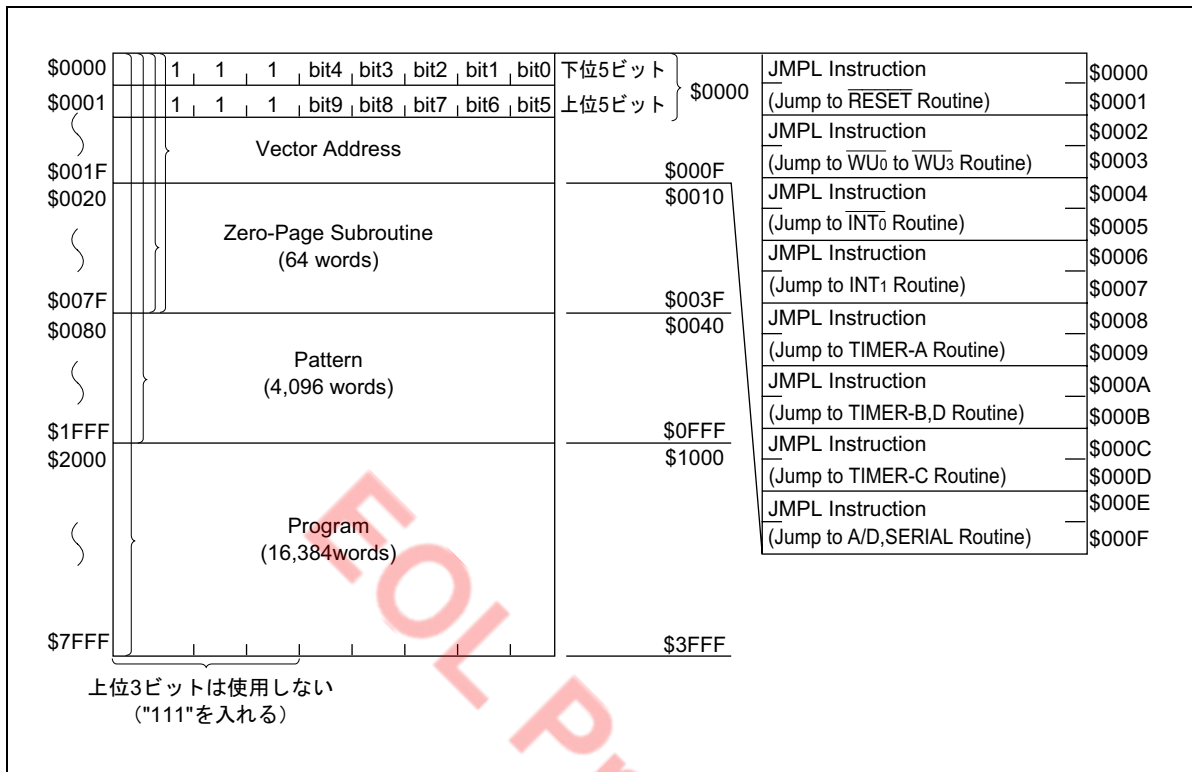 $0000 1 1 1 bit4 bit3 bit2 bit1 bit0 下位5ビット
$0001 1 1 1 bit9 bit8 bit7 bit6 bit5 上位5ビット
$0000
Vector Address
$001F
$000F
$0020
$0010
Zero-Page Subroutine
(64 words)
$007F
$003F
$0080
$0040
Pattern
(4,096 words)
$1FFF
$0FFF
$2000
$1000
Program
(16,384words)
$7FFF
$3FFF
上位3ビットは使用しない
("111"を入れる)
JMPL Instruction $0000
(Jump to RESET Routine) $0001
JMPL Instruction $0002
(Jump to WU0 to WU3 Routine) $0003
JMPL Instruction $0004
(Jump to INT0 Routine) $0005
JMPL Instruction $0006
(Jump to INT1 Routine) $0007
JMPL Instruction $0008
(Jump to TIMER-A Routine) $0009
JMPL Instruction $000A
(Jump to TIMER-B,D Routine) $000B
JMPL Instruction $000C
(Jump to TIMER-C Routine) $000D
JMPL Instruction $000E
(Jump to A/D,SERIAL Routine) $000F
EOL Pr